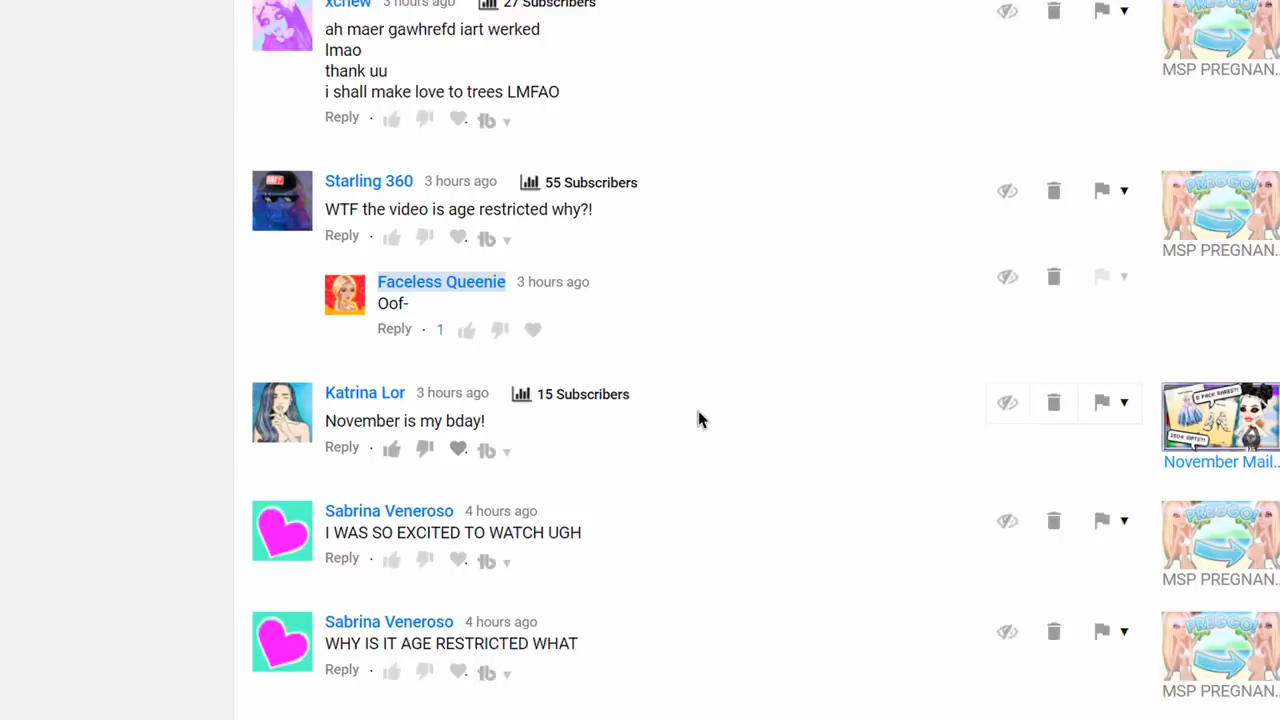 xchew 3 hours ago 27 Subscribers
ah maer gawhrefd iart werked
lmao
thank uu
i shall make love to trees LMFAO
Reply ·
MSP PREGNAN...
Starling 360 3 hours ago 55 Subscribers
WTF the video is age restricted why?!
Reply ·
PREGGO!
MSP PREGNAN...
Faceless Queenie 3 hours ago
Oof-
Reply · 1
Katrina Lor 3 hours ago 15 Subscribers
November is my bday!
Reply ·
November Mail...
Sabrina Veneroso 4 hours ago
I WAS SO EXCITED TO WATCH UGH
Reply ·
PREGGO!
MSP PREGNAN...
Sabrina Veneroso 4 hours ago
WHY IS IT AGE RESTRICTED WHAT
Reply ·
PREGGO!
MSP PREGNAN...